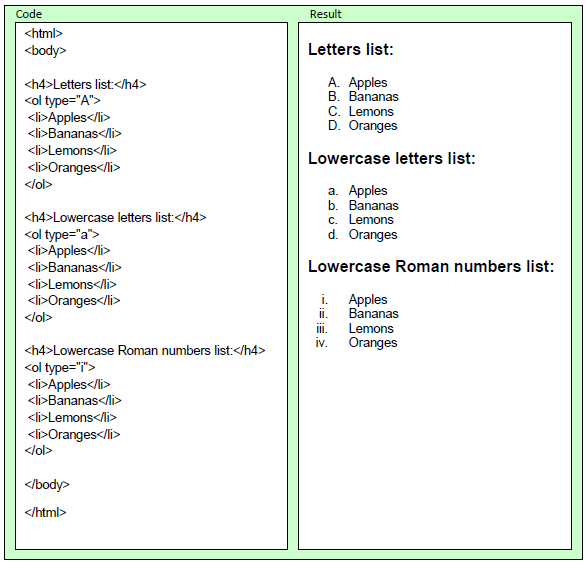 Code
<html>
<body>
<h4>Letters list:</h4>
<ol type="A">
<li>Apples</li>
<li>Bananas</li>
<li>Lemons</li>
<li>Oranges</li>
</ol>
<h4>Lowercase letters list:</h4>
<ol type="a">
<li>Apples</li>
<li>Bananas</li>
<li>Lemons</li>
<li>Oranges</li>
</ol>
<h4>Lowercase Roman numbers list:</h4>
<ol type="i">
<li>Apples</li>
<li>Bananas</li>
<li>Lemons</li>
<li>Oranges</li>
</ol>
</body>
</html>
Result
Letters list:
A. Apples
B. Bananas
C. Lemons
D. Oranges
Lowercase letters list:
a. Apples
b. Bananas
c. Lemons
d. Oranges
Lowercase Roman numbers list:
i. Apples
ii. Bananas
iii. Lemons
iv. Oranges